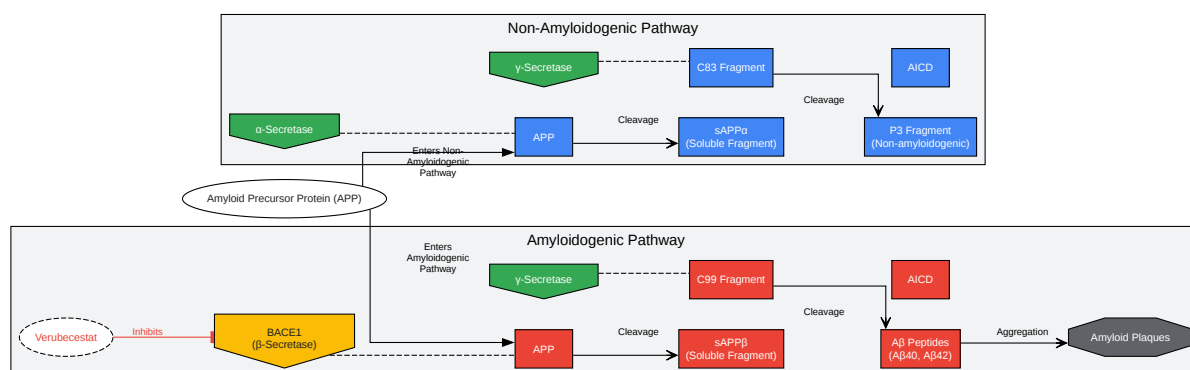 Non-Amyloidogenic Pathway
γ-Secretase
C83 Fragment
AICD
Cleavage
α-Secretase
APP
Cleavage
sAPPα
(Soluble Fragment)
P3 Fragment
(Non-amyloidogenic)
Enters Non-
Amyloidogenic
Pathway
Amyloid Precursor Protein (APP)
Amyloidogenic Pathway
Enters
Amyloidogenic
Pathway
γ-Secretase
C99 Fragment
AICD
Cleavage
Verubecestat
Inhibits
BACE1
(β-Secretase)
APP
Cleavage
sAPPβ
(Soluble Fragment)
Aβ Peptides
(Aβ40, Aβ42)
Aggregation
Amyloid Plaques